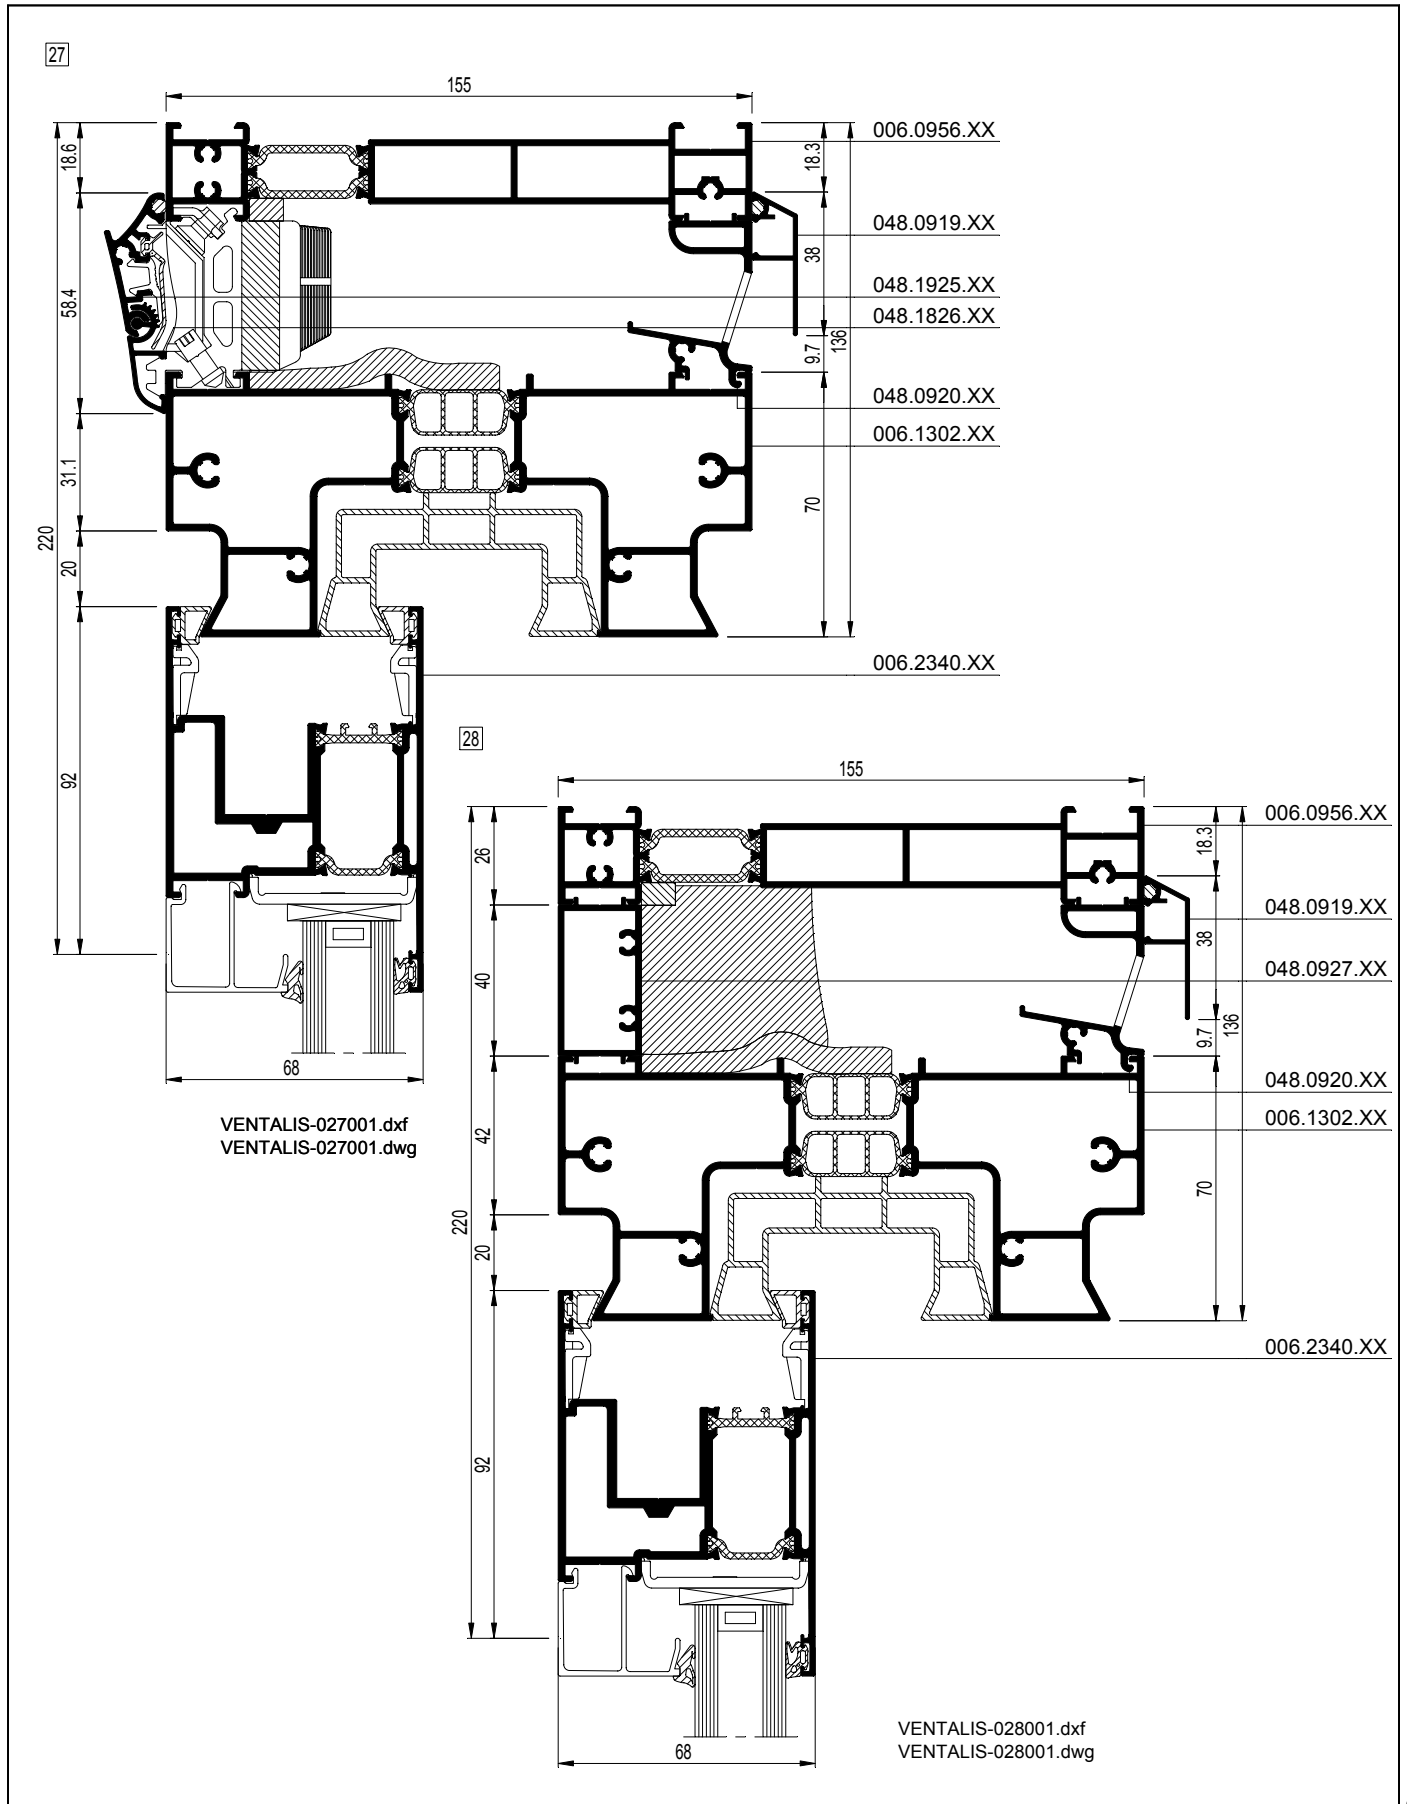 27
155
18.6
58.4
31.1
20
92
220
18.3
38
9.7
136
70
006.0956.XX
048.0919.XX
048.1925.XX
048.1826.XX
048.0920.XX
006.1302.XX
006.2340.XX
68
VENTALIS-027001.dxf
VENTALIS-027001.dwg
28
155
26
40
42
20
92
220
18.3
38
9.7
136
70
006.0956.XX
048.0919.XX
048.0927.XX
048.0920.XX
006.1302.XX
006.2340.XX
68
VENTALIS-028001.dxf
VENTALIS-028001.dwg